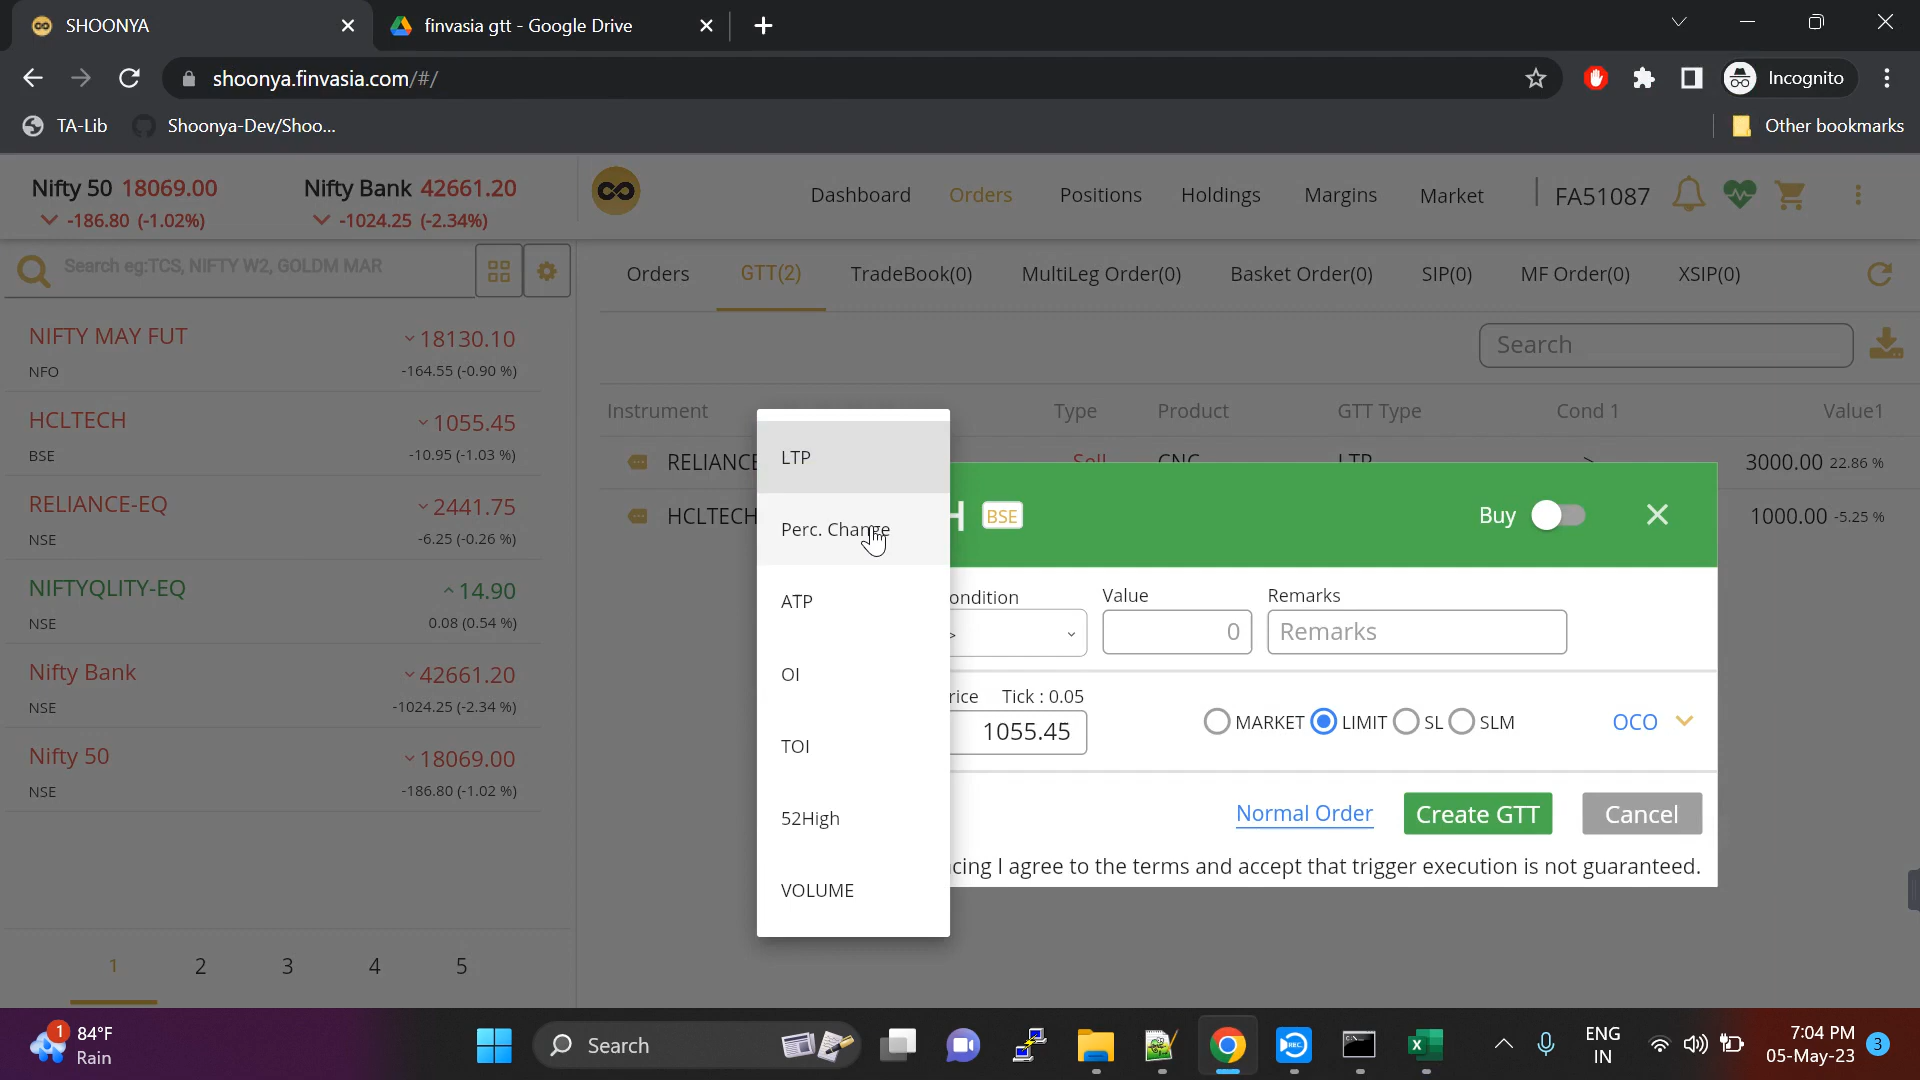 SHOONYA
finvasia gtt - Google Drive
shoonya.finvasia.com/#/
Incognito
TA-Lib
Shoonya-Dev/Shoo...
Other bookmarks
Nifty 50 18069.00
-186.80 (-1.02%)
Nifty Bank 42661.20
-1024.25 (-2.34%)
Dashboard
Orders
Positions
Holdings
Margins
Market
FA51087
Search eg:TCS, NIFTY W2, GOLDM MAR
Orders
GTT(2)
TradeBook(0)
MultiLeg Order(0)
Basket Order(0)
SIP(0)
MF Order(0)
XSIP(0)
NIFTY MAY FUT
18130.10
NFO
-164.55 (-0.90 %)
HCLTECH
1055.45
BSE
-10.95 (-1.03 %)
RELIANCE-EQ
2441.75
NSE
-6.25 (-0.26 %)
NIFTYQLITY-EQ
14.90
NSE
0.08 (0.54 %)
Nifty Bank
42661.20
NSE
-1024.25 (-2.34 %)
Nifty 50
18069.00
NSE
-186.80 (-1.02 %)
1
2
3
4
5
Search
Instrument
Type
Product
GTT Type
Cond 1
Value1
RELIANCE
Sell
CNC
LTP
>
3000.00 22.86 %
HCLTECH
1000.00 -5.25 %
LTP
Perc. Change
ATP
OI
TOI
52High
VOLUME
H
BSE
Buy
ondition
>
Value
0
Remarks
Remarks
rice
Tick : 0.05
1055.45
MARKET
LIMIT
SL
SLM
OCO
Normal Order
Create GTT
Cancel
cing I agree to the terms and accept that trigger execution is not guaranteed.
1
84°F
Rain
Search
REC
ENG
IN
7:04 PM
05-May-23
3